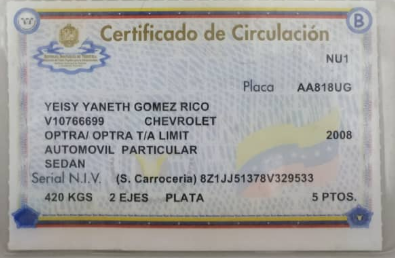 B
Certificado de Circulación
NU1
Placa AA818UG
YEISY YANETH GOMEZ RICO
V10766699 CHEVROLET
OPTRA/ OPTRA T/A LIMIT 2008
AUTOMOVIL PARTICULAR
SEDAN
Serial N.I.V. (S. Carroceria) 8Z1JJ51378V329533
420 KGS 2 EJES PLATA 5 PTOS.